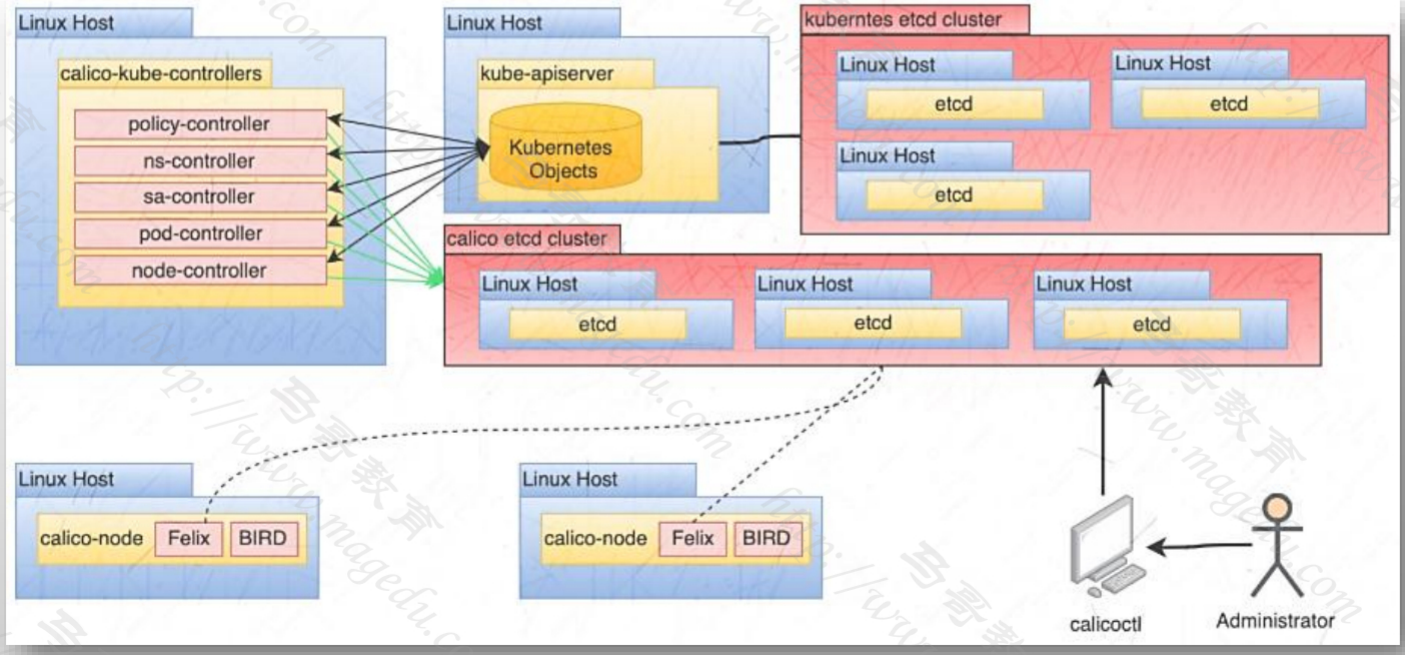 Linux Host
calico-kube-controllers
policy-controller
ns-controller
sa-controller
pod-controller
node-controller
Linux Host
kube-apiserver
Kubernetes
Objects
kuberntes etcd cluster
Linux Host
etcd
Linux Host
etcd
Linux Host
etcd
calico etcd cluster
Linux Host
etcd
Linux Host
etcd
Linux Host
etcd
Linux Host
calico-node
Felix
BIRD
Linux Host
calico-node
Felix
BIRD
calicoctl
Administrator
马哥教育
http://www.magedu.com